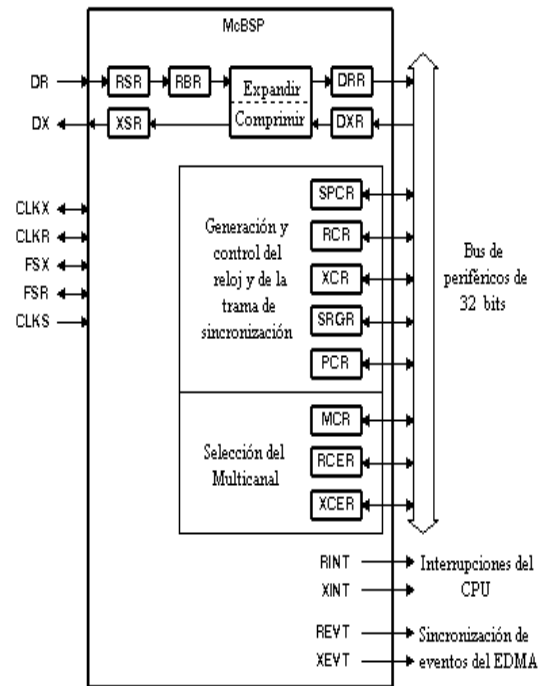 McBSP
DR
RSR
RBR
Expandir
DRR
DX
XSR
Comprimir
DXR
CLKX
CLKR
FSX
FSR
CLKS
Generación y
control del
reloj y de la
trama de
sincronización
SPCR
RCR
XCR
SRGR
PCR
Selección del
Multicanal
MCR
RCER
XCER
Bus de
periféricos de
32 bits
RINT
XINT
Interrupciones del
CPU
REVT
XEVT
Sincronización de
eventos del EDMA